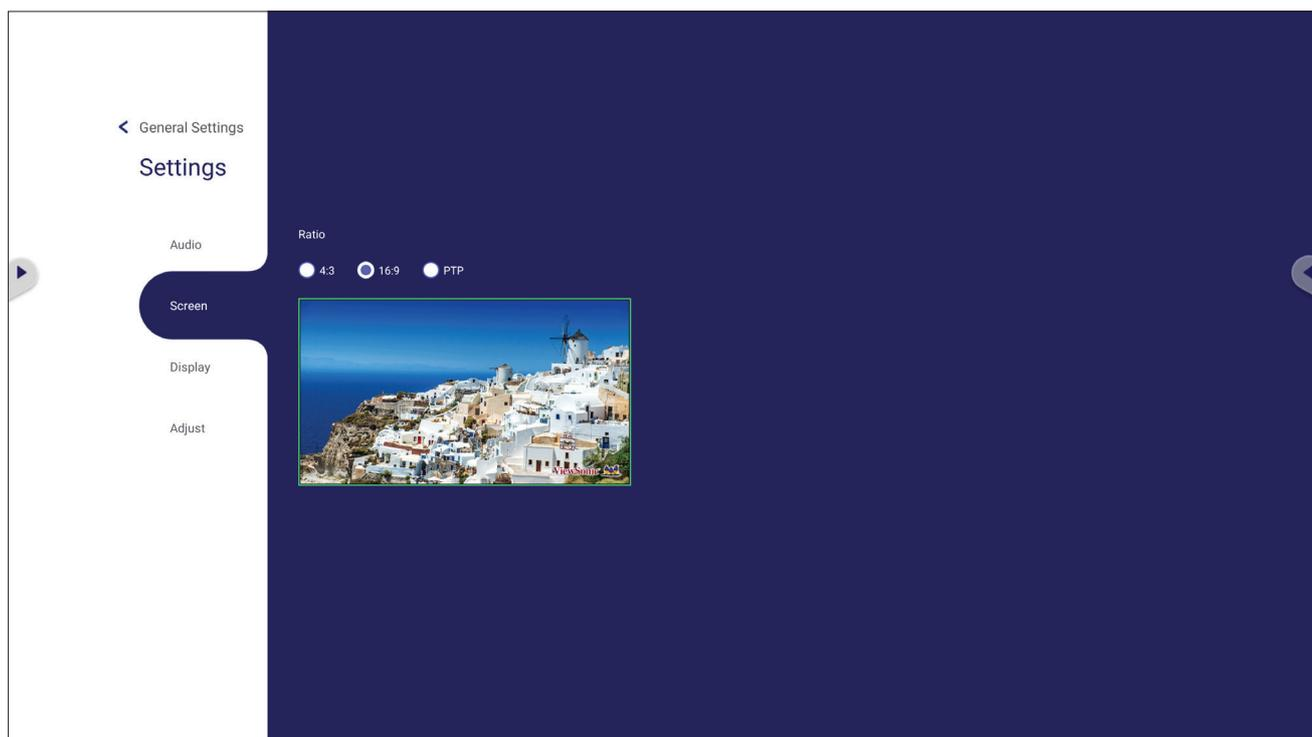 General Settings
Settings
Audio
Screen
Display
Adjust
Ratio
4:3 16:9 PTP
ViewSonic